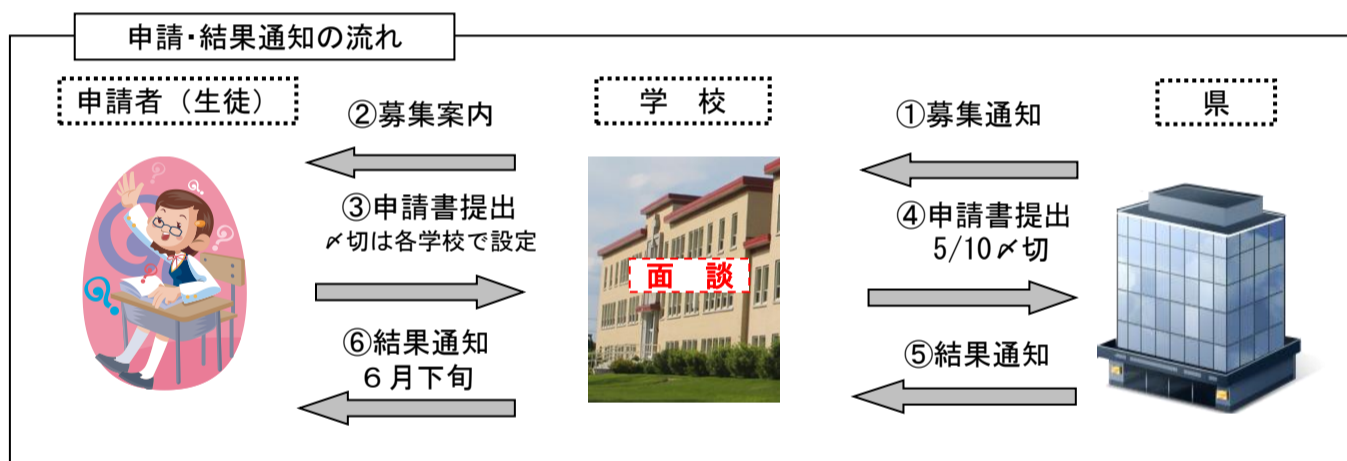 申請・結果通知の流れ
申請者（生徒）
学　校
県
②募集案内
①募集通知
③申請書提出
〆切は各学校で設定
④申請書提出
5/10〆切
面　談
⑥結果通知
６月下旬
⑤結果通知